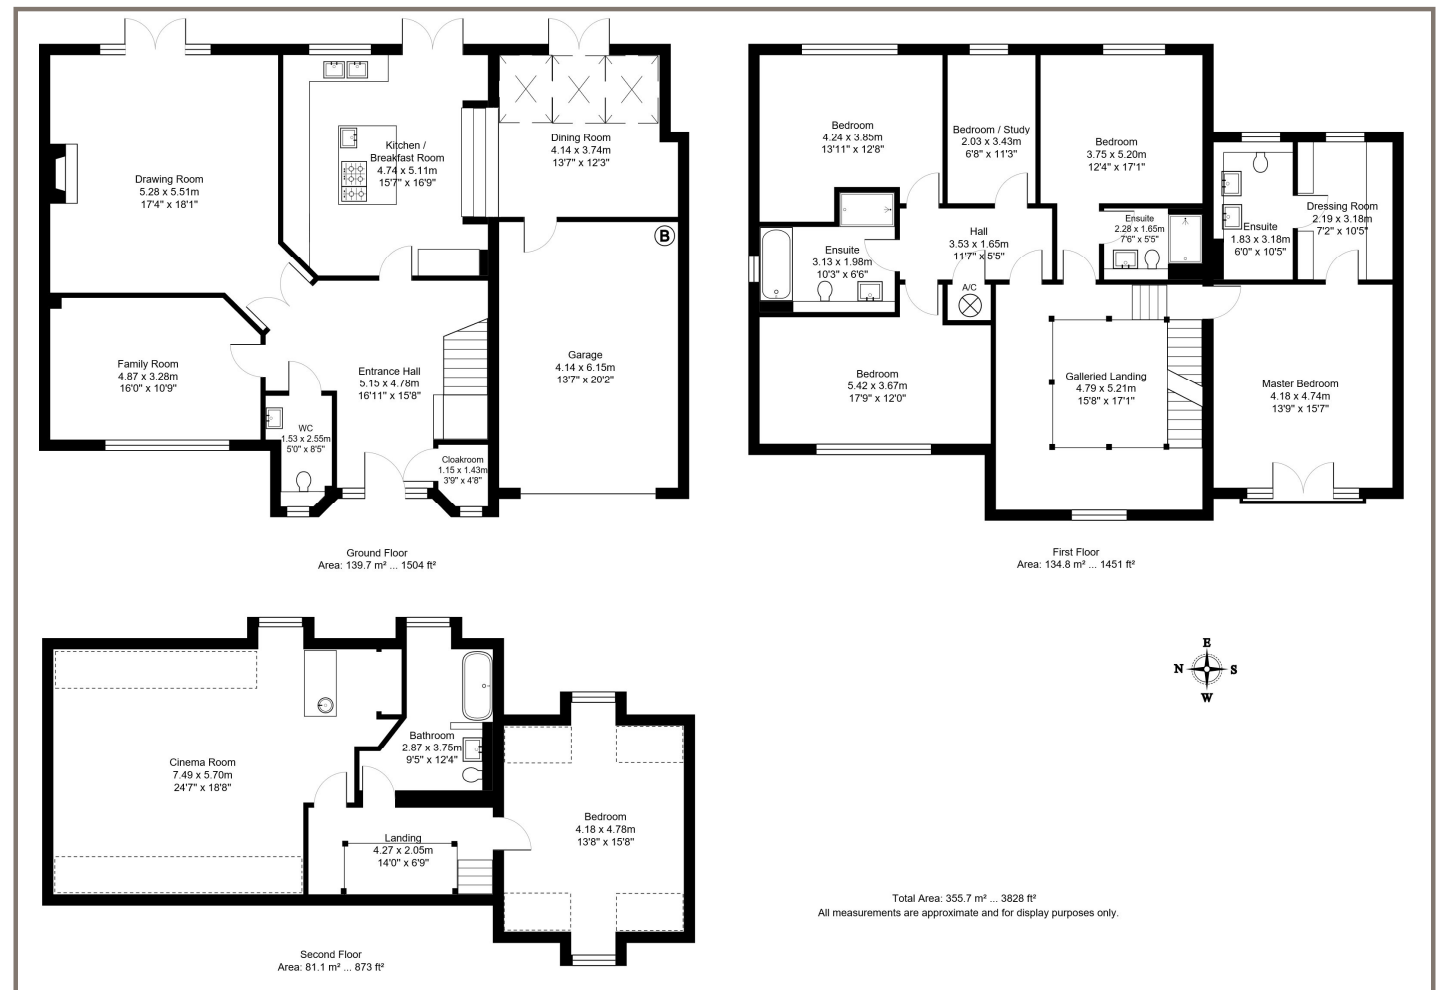 Drawing Room
5.28 x 5.51m
17'4" x 18'1"
Kitchen /
Breakfast Room
4.74 x 5.11m
15'7" x 16'9"
Dining Room
4.14 x 3.74m
13'7" x 12'3"
B
Family Room
4.87 x 3.28m
16'0" x 10'9"
Entrance Hall
5.15 x 4.78m
16'11" x 15'8"
Garage
4.14 x 6.15m
13'7" x 20'2"
WC
1.53 x 2.55m
5'0" x 8'5"
Cloakroom
1.15 x 1.43m
3'9" x 4'8"
Ground Floor
Area: 139.7 m² ... 1504 ft²
Bedroom
4.24 x 3.85m
13'11" x 12'8"
Bedroom / Study
2.03 x 3.43m
6'8" x 11'3"
Bedroom
3.75 x 5.20m
12'4" x 17'1"
Ensuite
3.13 x 1.98m
10'3" x 6'6"
Hall
3.53 x 1.65m
11'7" x 5'5"
A/C
Ensuite
2.28 x 1.65m
7'6" x 5'5"
Ensuite
1.83 x 3.18m
6'0" x 10'5"
Dressing Room
2.19 x 3.18m
7'2" x 10'5"
Bedroom
5.42 x 3.67m
17'9" x 12'0"
Galleried Landing
4.79 x 5.21m
15'8" x 17'1"
Master Bedroom
4.18 x 4.74m
13'9" x 15'7"
First Floor
Area: 134.8 m² ... 1451 ft²
Cinema Room
7.49 x 5.70m
24'7" x 18'8"
Bathroom
2.87 x 3.75m
9'5" x 12'4"
Landing
4.27 x 2.05m
14'0" x 6'9"
Bedroom
4.18 x 4.78m
13'8" x 15'8"
Second Floor
Area: 81.1 m² ... 873 ft²
E
N S
W
Total Area: 355.7 m² ... 3828 ft²
All measurements are approximate and for display purposes only.